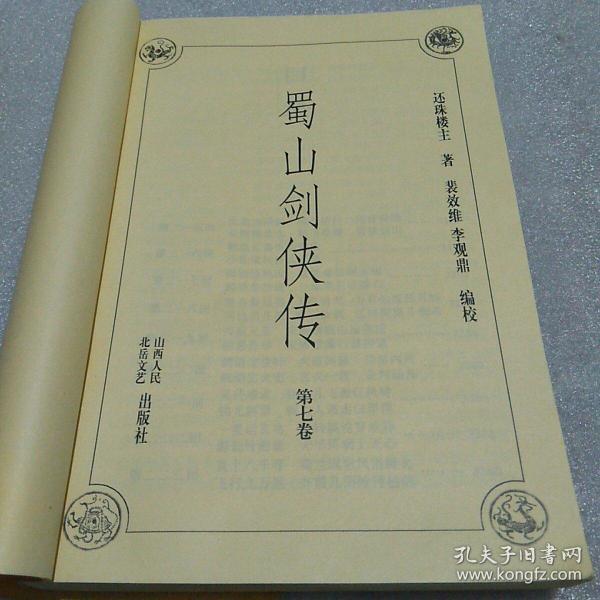 还珠楼主 著 裴效维 李观鼎 编校
蜀山剑侠传
第七卷
山西人民
北岳文艺
出版社
孔夫子旧书网
www.kongfz.com